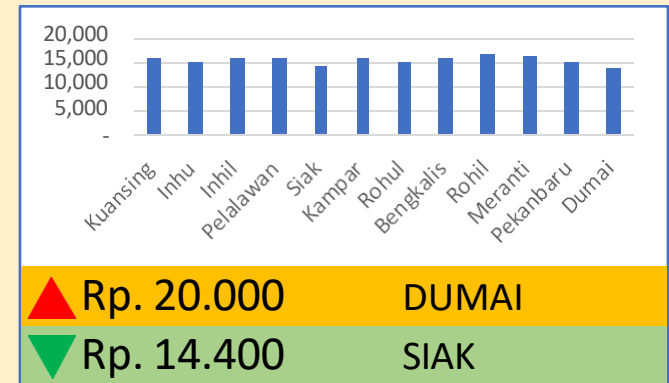 20,000
15,000
10,000
5,000
-
Kuansing
Inhu
Inhil
Pelalawan
Siak
Kampar
Rohul
Bengkalis
Rohil
Meranti
Pekanbaru
Dumai
Rp. 20.000 DUMAI
Rp. 14.400 SIAK